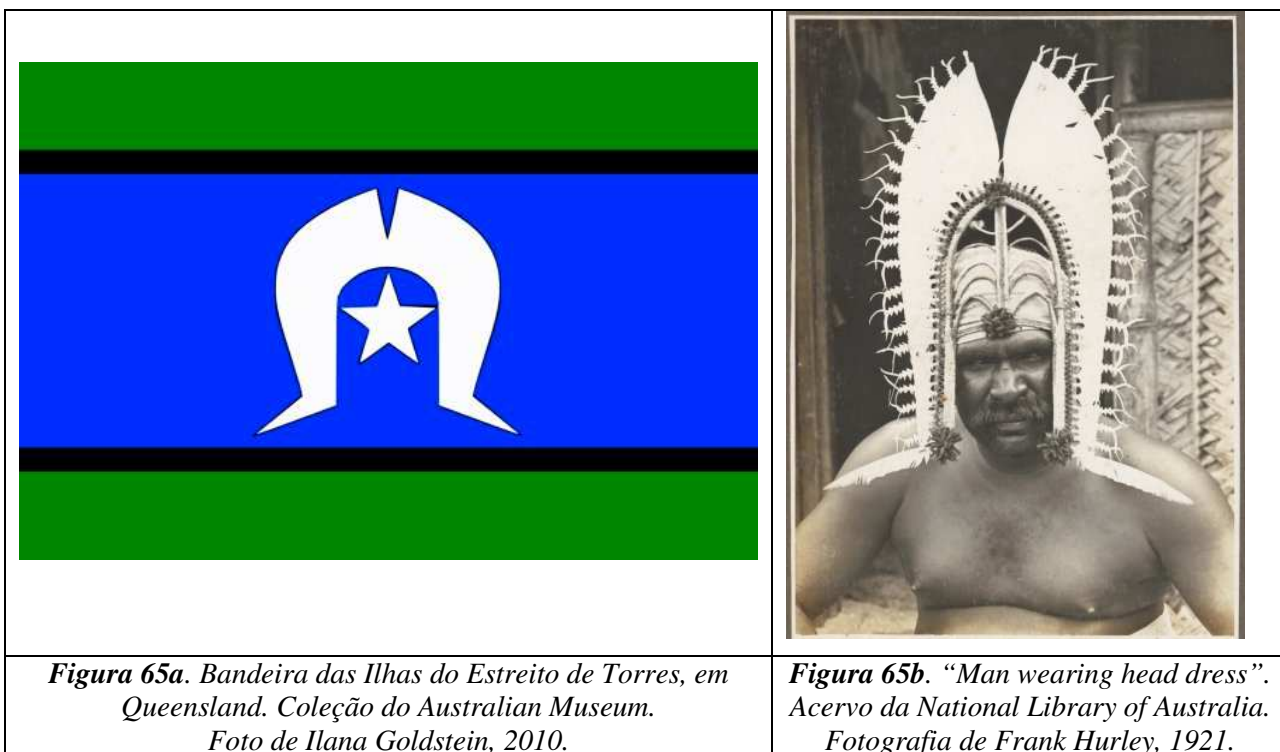 Figura 65a. Bandeira das Ilhas do Estreito de Torres, em
Queensland. Coleção do Australian Museum.
Foto de Ilana Goldstein, 2010.
Figura 65b. “Man wearing head dress”.
Acervo da National Library of Australia.
Fotografia de Frank Hurley, 1921.